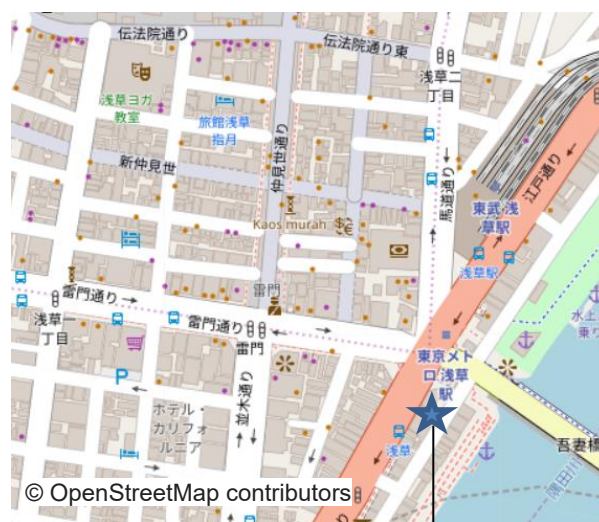 伝法院通り
伝法院通り東
浅草二
丁目
浅草ヨガ
教室
旅館浅草
指月
仲見世通り
新仲見世
馬道通り
江戸通り
東武·浅
草駅
Kaos murah
浅草駅
水上
乗り
雷門通り
雷門
浅草一
丁目
雷門通り
雷門
東京メト
ロ·浅草
駅
P
並木通り
ホテル・
カリフォ
ルニア
浅草
吾妻橋
隅田川
り
© OpenStreetMap contributors